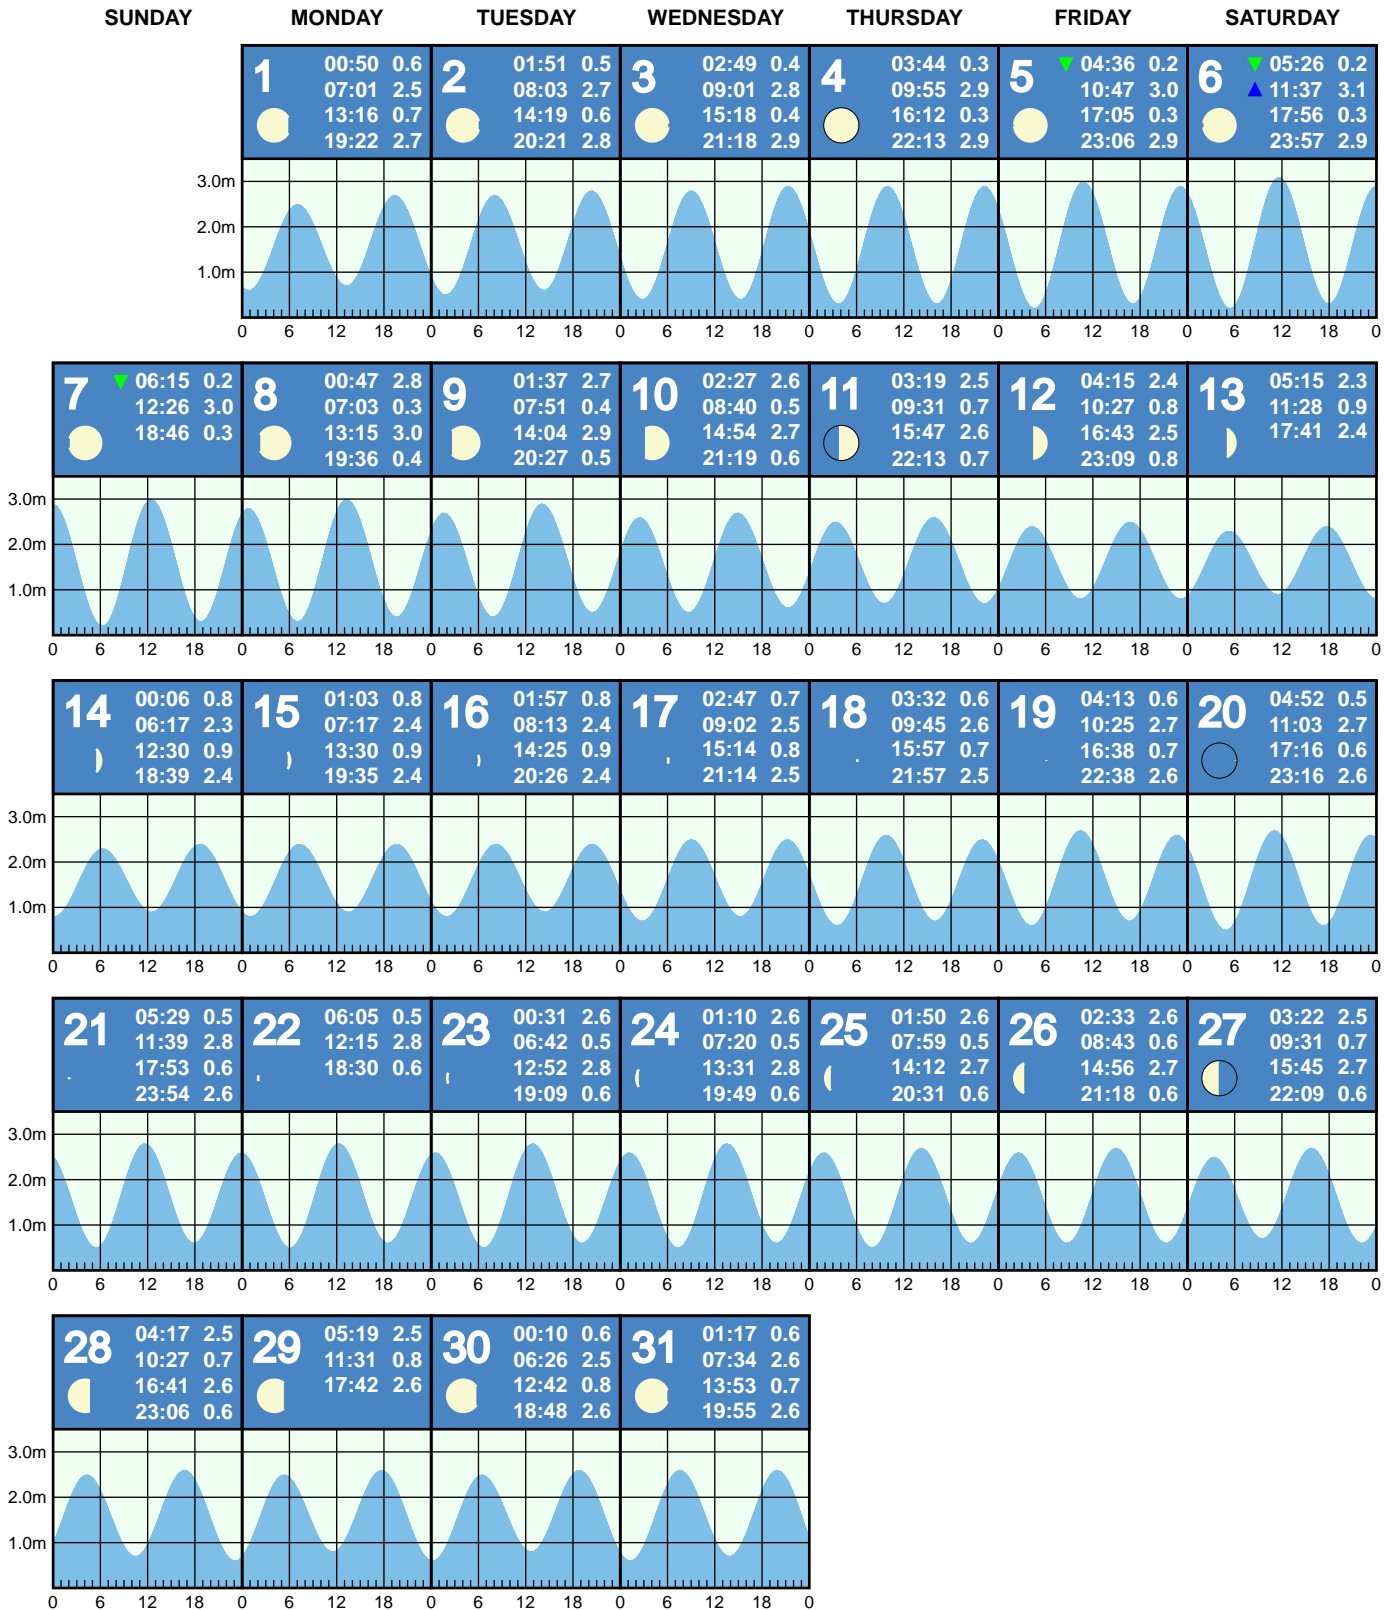 SUNDAY MONDAY TUESDAY WEDNESDAY THURSDAY FRIDAY SATURDAY
1 00:50 0.6
07:01 2.5
13:16 0.7
19:22 2.7
2 01:51 0.5
08:03 2.7
14:19 0.6
20:21 2.8
3 02:49 0.4
09:01 2.8
15:18 0.4
21:18 2.9
4 03:44 0.3
09:55 2.9
16:12 0.3
22:13 2.9
5 04:36 0.2
10:47 3.0
17:05 0.3
23:06 2.9
6 05:26 0.2
11:37 3.1
17:56 0.3
23:57 2.9
3.0m
2.0m
1.0m
0 6 12 18 0 6 12 18 0 6 12 18 0 6 12 18 0 6 12 18 0 6 12 18 0
7 06:15 0.2
12:26 3.0
18:46 0.3
8 00:47 2.8
07:03 0.3
13:15 3.0
19:36 0.4
9 01:37 2.7
07:51 0.4
14:04 2.9
20:27 0.5
10 02:27 2.6
08:40 0.5
14:54 2.7
21:19 0.6
11 03:19 2.5
09:31 0.7
15:47 2.6
22:13 0.7
12 04:15 2.4
10:27 0.8
16:43 2.5
23:09 0.8
13 05:15 2.3
11:28 0.9
17:41 2.4
3.0m
2.0m
1.0m
0 6 12 18 0 6 12 18 0 6 12 18 0 6 12 18 0 6 12 18 0 6 12 18 0 6 12 18 0
14 00:06 0.8
06:17 2.3
12:30 0.9
18:39 2.4
15 01:03 0.8
07:17 2.4
13:30 0.9
19:35 2.4
16 01:57 0.8
08:13 2.4
14:25 0.9
20:26 2.4
17 02:47 0.7
09:02 2.5
15:14 0.8
21:14 2.5
18 03:32 0.6
09:45 2.6
15:57 0.7
21:57 2.5
19 04:13 0.6
10:25 2.7
16:38 0.7
22:38 2.6
20 04:52 0.5
11:03 2.7
17:16 0.6
23:16 2.6
3.0m
2.0m
1.0m
0 6 12 18 0 6 12 18 0 6 12 18 0 6 12 18 0 6 12 18 0 6 12 18 0 6 12 18 0
21 05:29 0.5
11:39 2.8
17:53 0.6
23:54 2.6
22 06:05 0.5
12:15 2.8
18:30 0.6
23 00:31 2.6
06:42 0.5
12:52 2.8
19:09 0.6
24 01:10 2.6
07:20 0.5
13:31 2.8
19:49 0.6
25 01:50 2.6
07:59 0.5
14:12 2.7
20:31 0.6
26 02:33 2.6
08:43 0.6
14:56 2.7
21:18 0.6
27 03:22 2.5
09:31 0.7
15:45 2.7
22:09 0.6
3.0m
2.0m
1.0m
0 6 12 18 0 6 12 18 0 6 12 18 0 6 12 18 0 6 12 18 0 6 12 18 0 6 12 18 0
28 04:17 2.5
10:27 0.7
16:41 2.6
23:06 0.6
29 05:19 2.5
11:31 0.8
17:42 2.6
30 00:10 0.6
06:26 2.5
12:42 0.8
18:48 2.6
31 01:17 0.6
07:34 2.6
13:53 0.7
19:55 2.6
3.0m
2.0m
1.0m
0 6 12 18 0 6 12 18 0 6 12 18 0 6 12 18 0